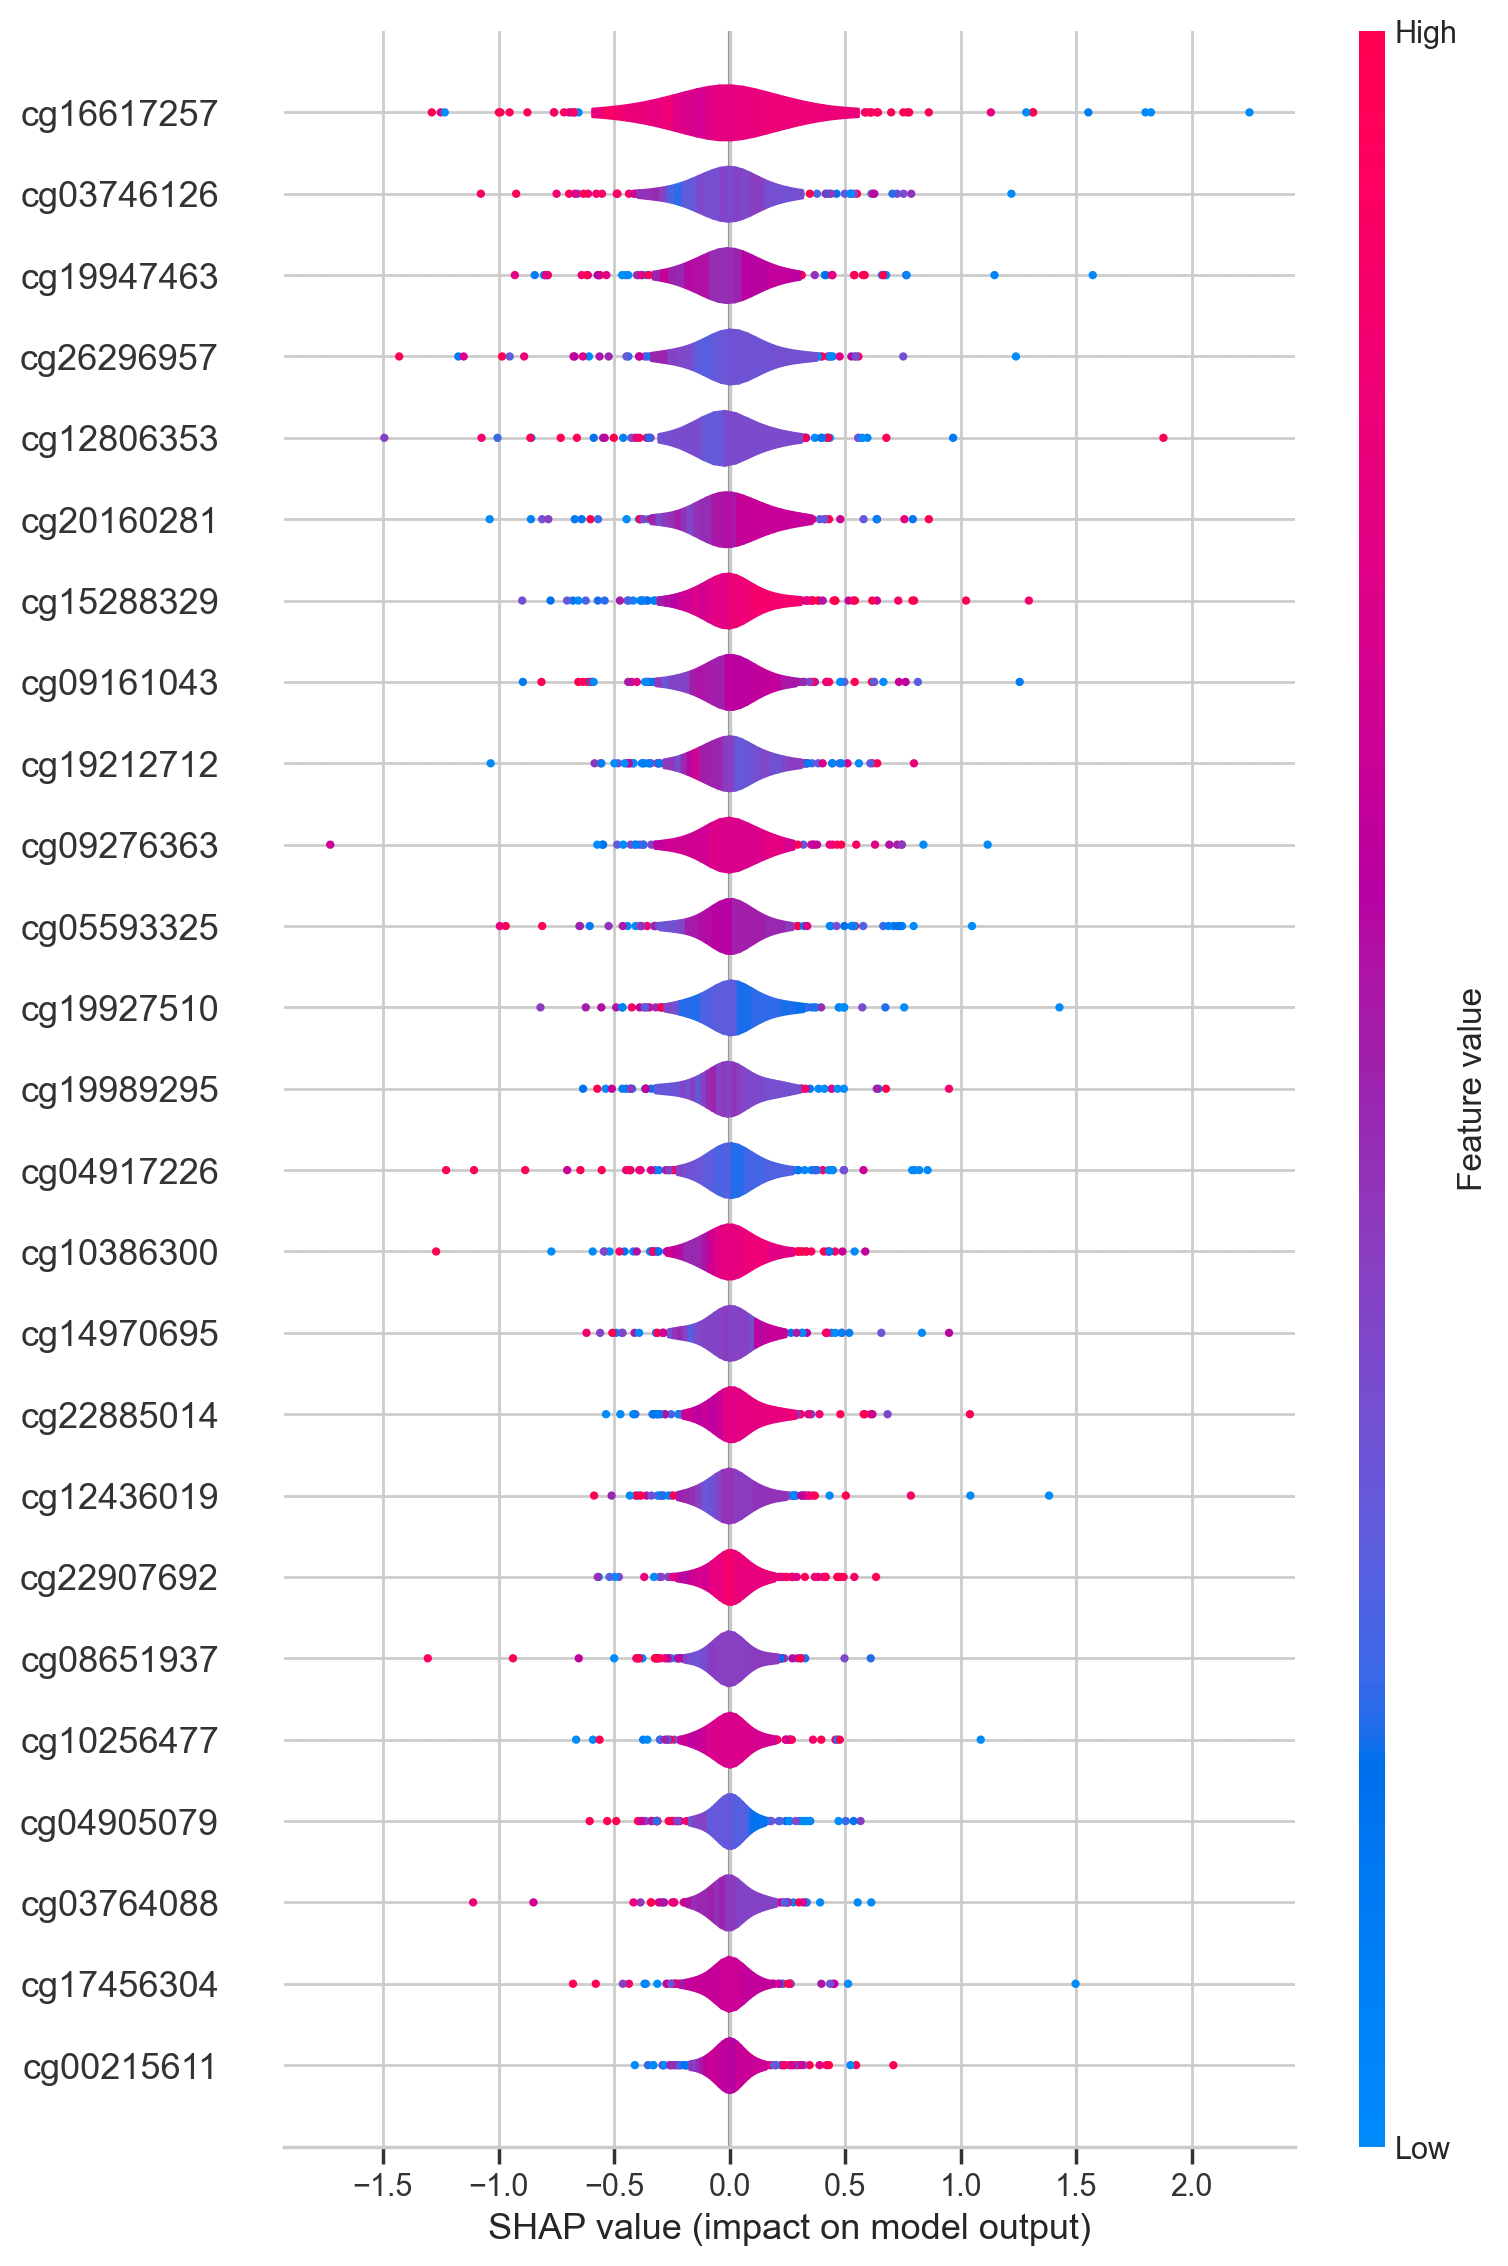 High
cg16617257
cg03746126
cg19947463
cg26296957
cg12806353
cg20160281
cg15288329
cg09161043
cg19212712
cg09276363
cg05593325
cg19927510
cg19989295
cg04917226
cg10386300
cg14970695
cg22885014
cg12436019
cg22907692
cg08651937
cg10256477
cg04905079
cg03764088
cg17456304
cg00215611
Feature value
Low
−1.5 −1.0 −0.5 0.0 0.5 1.0 1.5 2.0
SHAP value (impact on model output)